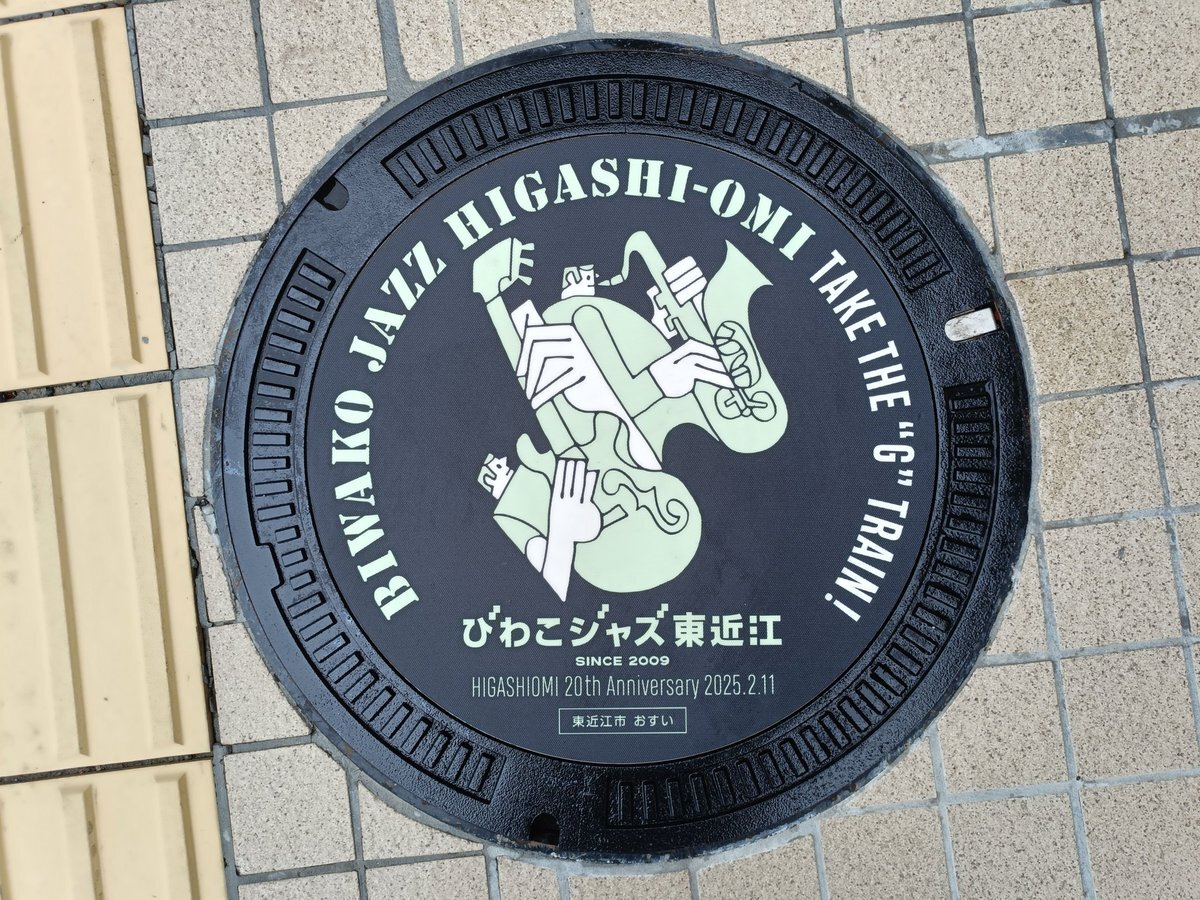 BIWAKO JAZZ HIGASHI-OMI TAKE THE “G” TRAIN!
びわこジャズ東近江
SINCE 2009
HIGASHIOMI 20th Anniversary 2025.2.11
東近江市 おすい